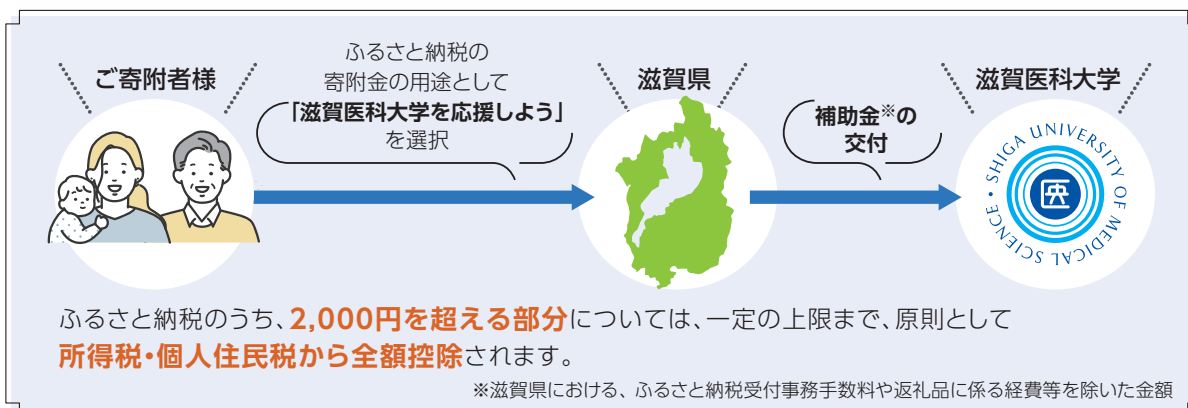 ご寄附者様
ふるさと納税の
寄附金の用途として
「滋賀医科大学を応援しよう」
を選択
滋賀県
補助金※の
交付
滋賀医科大学
SHIGA UNIVERSITY OF MEDICAL SCIENCE
医
ふるさと納税のうち、2,000円を超える部分については、一定の上限まで、原則として
所得税・個人住民税から全額控除されます。
※滋賀県における、ふるさと納税受付事務手数料や返礼品に係る経費等を除いた金額